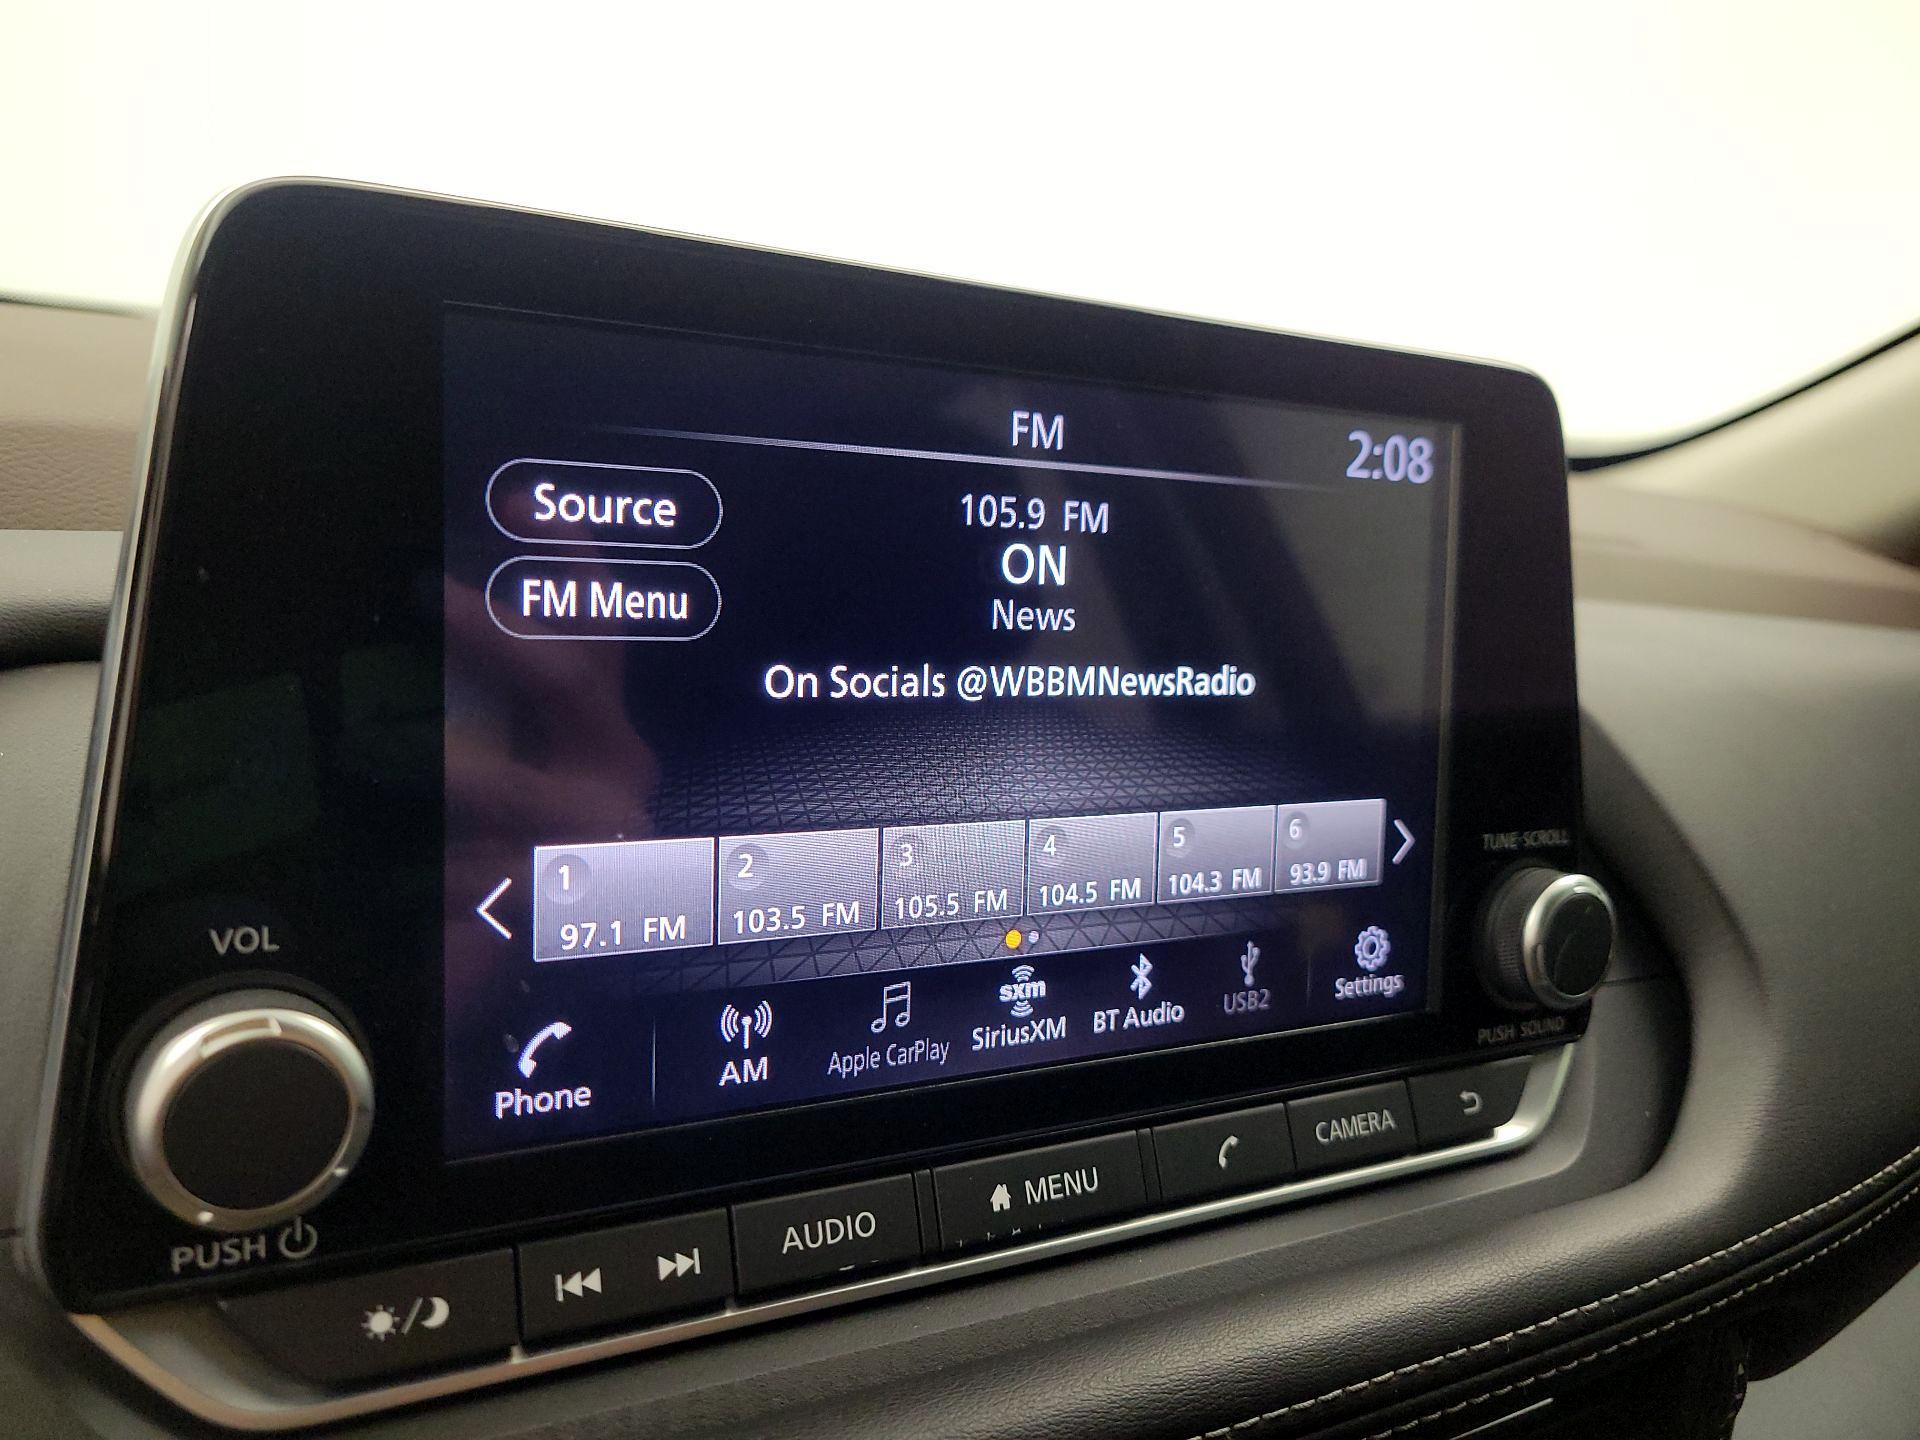 FM
2:08
Source
105.9 FM
ON
FM Menu
News
On Socials @WBBMNewsRadio
1
97.1 FM
2
103.5 FM
3
105.5 FM
4
104.5 FM
5
104.3 FM
6
93.9 FM
TUNE·SCROLL
VOL
Phone
AM
Apple CarPlay
sxm
SiriusXM
BT Audio
USB2
Settings
PUSH SOUND
PUSH
AUDIO
MENU
CAMERA